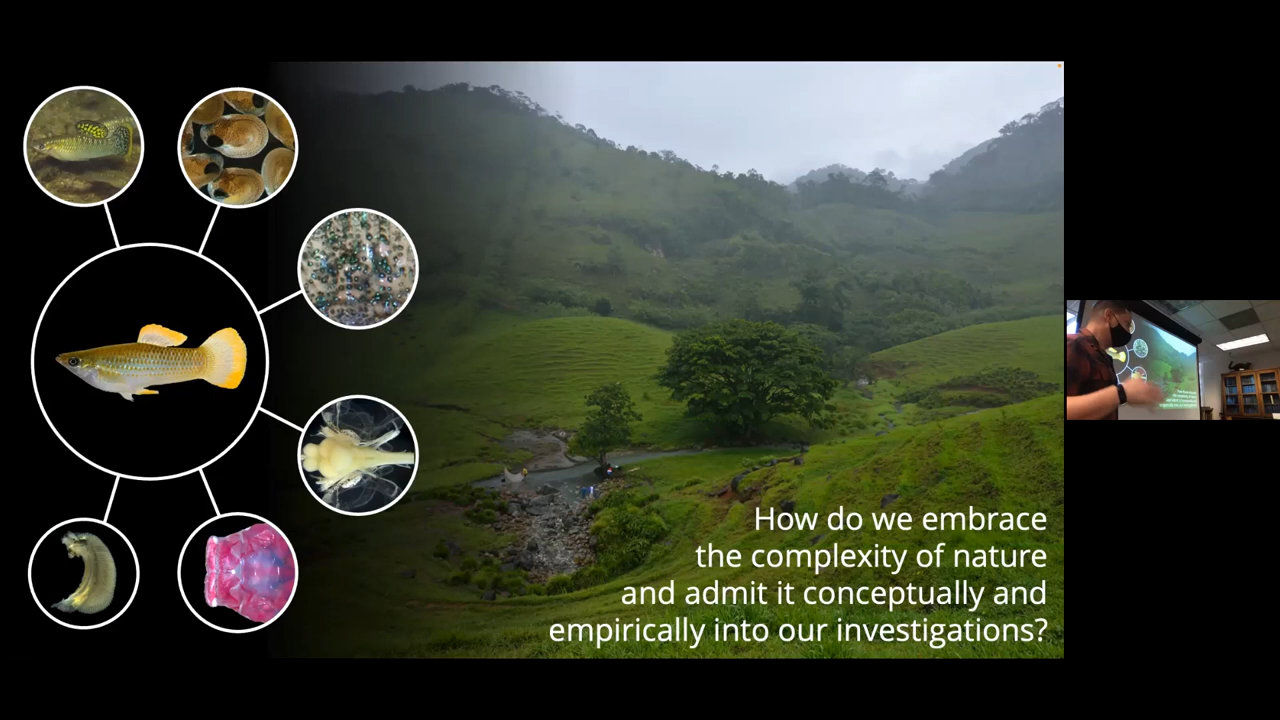 How do we embrace
the complexity of nature
and admit it conceptually and
empirically into our investigations?